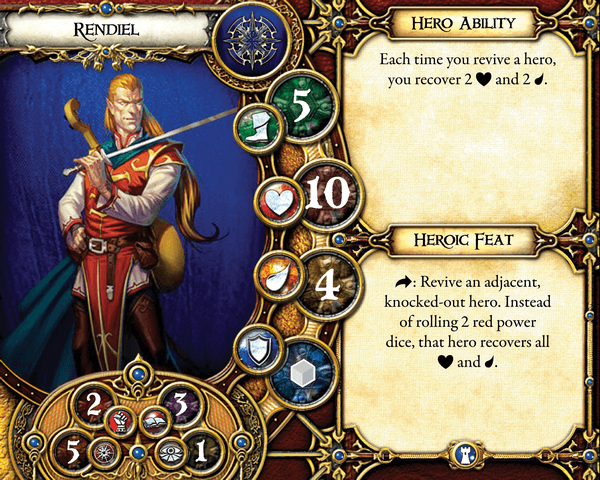 Rendiel
5
10
4
2
3
5
1
Hero Ability
Each time you revive a hero,
you recover 2 and 2 .
Heroic Feat
: Revive an adjacent,
knocked-out hero. Instead
of rolling 2 red power
dice, that hero recovers all
and .